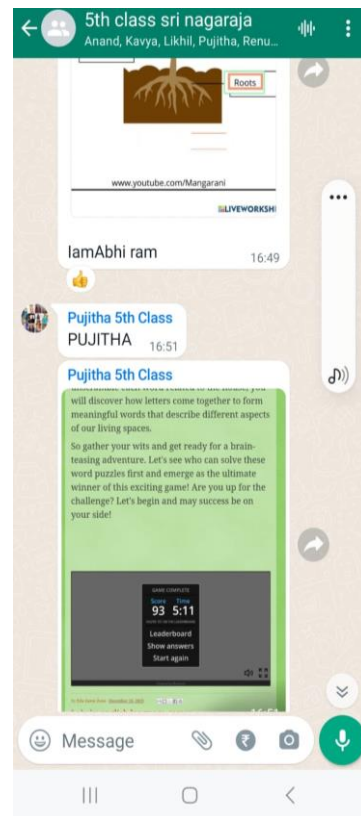 5th class sri nagaraja
Anand, Kavya, Likhil, Pujitha, Renu...
Roots
www.youtube.com/Mangarani
LIVEWORKSH
IamAbhi ram
16:49
Pujitha 5th Class
PUJITHA 16:51
Pujitha 5th Class
will discover how letters come together to form
meaningful words that describe different aspects
of our living spaces.
So gather your wits and get ready for a brain-
teasing adventure. Let's see who can solve these
word puzzles first and emerge as the ultimate
winner of this exciting game! Are you up for the
challenge? Let's begin and may success be on
your side!
GAME COMPLETE
Score Time
93 5:11
Leaderboard
Show answers
Start again
Message